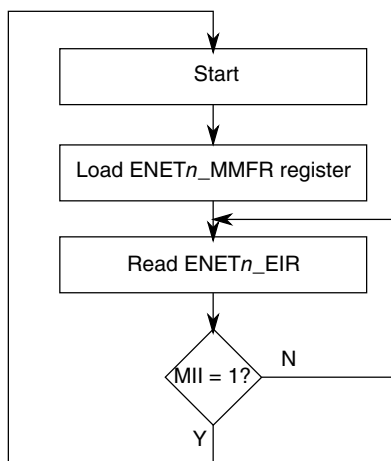 Start
Load ENETn_MMFR register
Read ENETn_EIR
MII = 1?
N
Y